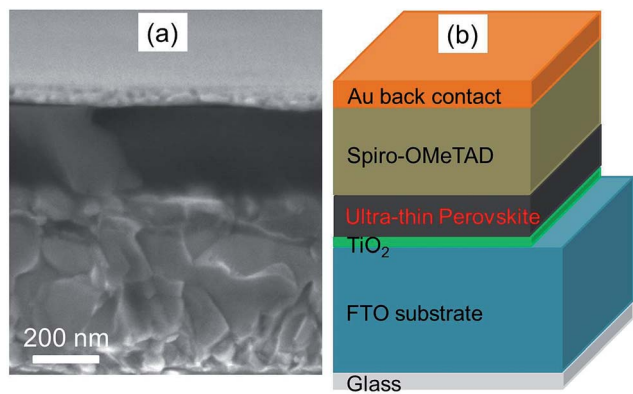 (a)
200 nm
(b)
Au back contact
Spiro-OMeTAD
Ultra-thin Perovskite
TiO₂
FTO substrate
Glass